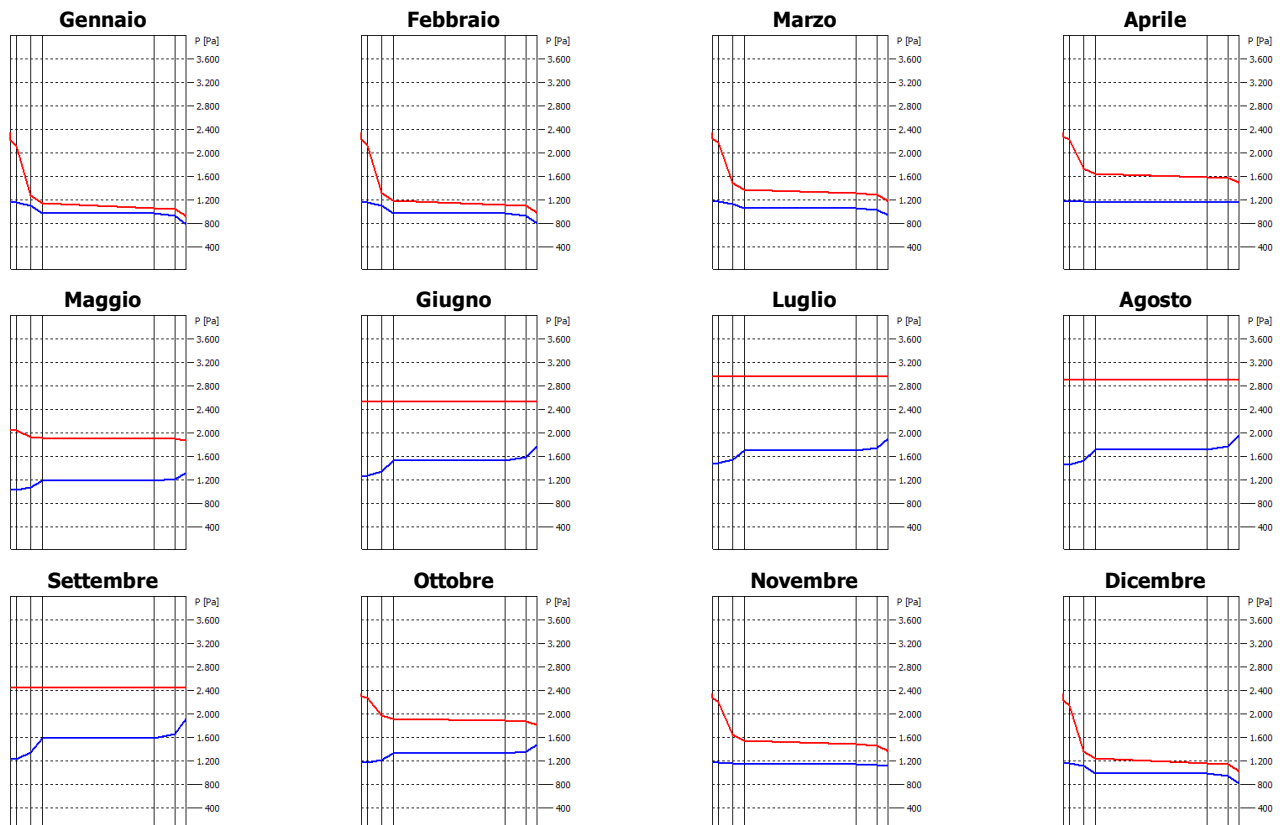 Gennaio Febbraio Marzo Aprile
P [Pa] P [Pa] P [Pa] P [Pa]
3.600 3.600 3.600 3.600
3.200 3.200 3.200 3.200
2.800 2.800 2.800 2.800
2.400 2.400 2.400 2.400
2.000 2.000 2.000 2.000
1.600 1.600 1.600 1.600
1.200 1.200 1.200 1.200
800 800 800 800
400 400 400 400
Maggio Giugno Luglio Agosto
P [Pa] P [Pa] P [Pa] P [Pa]
3.600 3.600 3.600 3.600
3.200 3.200 3.200 3.200
2.800 2.800 2.800 2.800
2.400 2.400 2.400 2.400
2.000 2.000 2.000 2.000
1.600 1.600 1.600 1.600
1.200 1.200 1.200 1.200
800 800 800 800
400 400 400 400
Settembre Ottobre Novembre Dicembre
P [Pa] P [Pa] P [Pa] P [Pa]
3.600 3.600 3.600 3.600
3.200 3.200 3.200 3.200
2.800 2.800 2.800 2.800
2.400 2.400 2.400 2.400
2.000 2.000 2.000 2.000
1.600 1.600 1.600 1.600
1.200 1.200 1.200 1.200
800 800 800 800
400 400 400 400